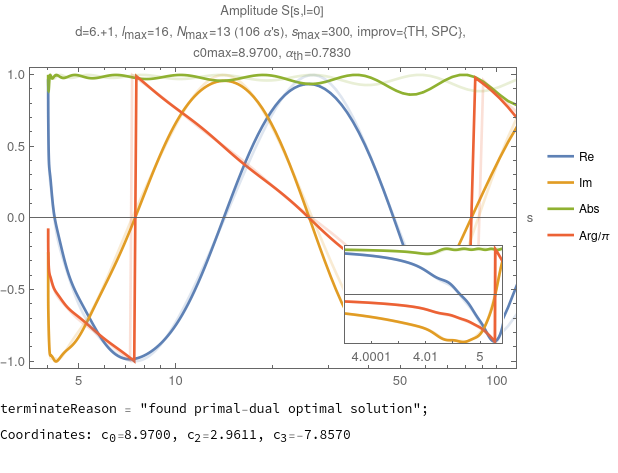 Amplitude S[s,l=0]
d=6.+1, lmax=16, Nmax=13 (106 α's), smax=300, improv={TH, SPC},
c0max=8.9700, αth=0.7830
1.0
0.5
0.0
-0.5
-1.0
5
10
50
100
s
4.0001
4.01
5
Re
Im
Abs
Arg/π
terminateReason = "found primal-dual optimal solution";
Coordinates: c0=8.9700, c2=2.9611, c3=-7.8570